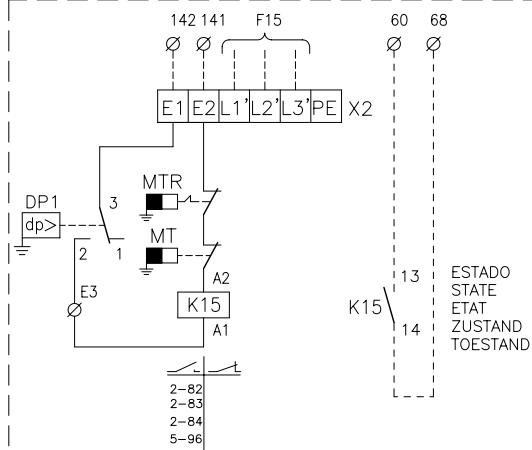 142 141 F15 60 68
E1 E2 L1' L2' L3' PE X2
MTR
DP1 3
dp>
MT
2 1
E3
A2
K15
A1
13
K15
14
ESTADO
STATE
ETAT
ZUSTAND
TOESTAND
2-82
2-83
2-84
5-96